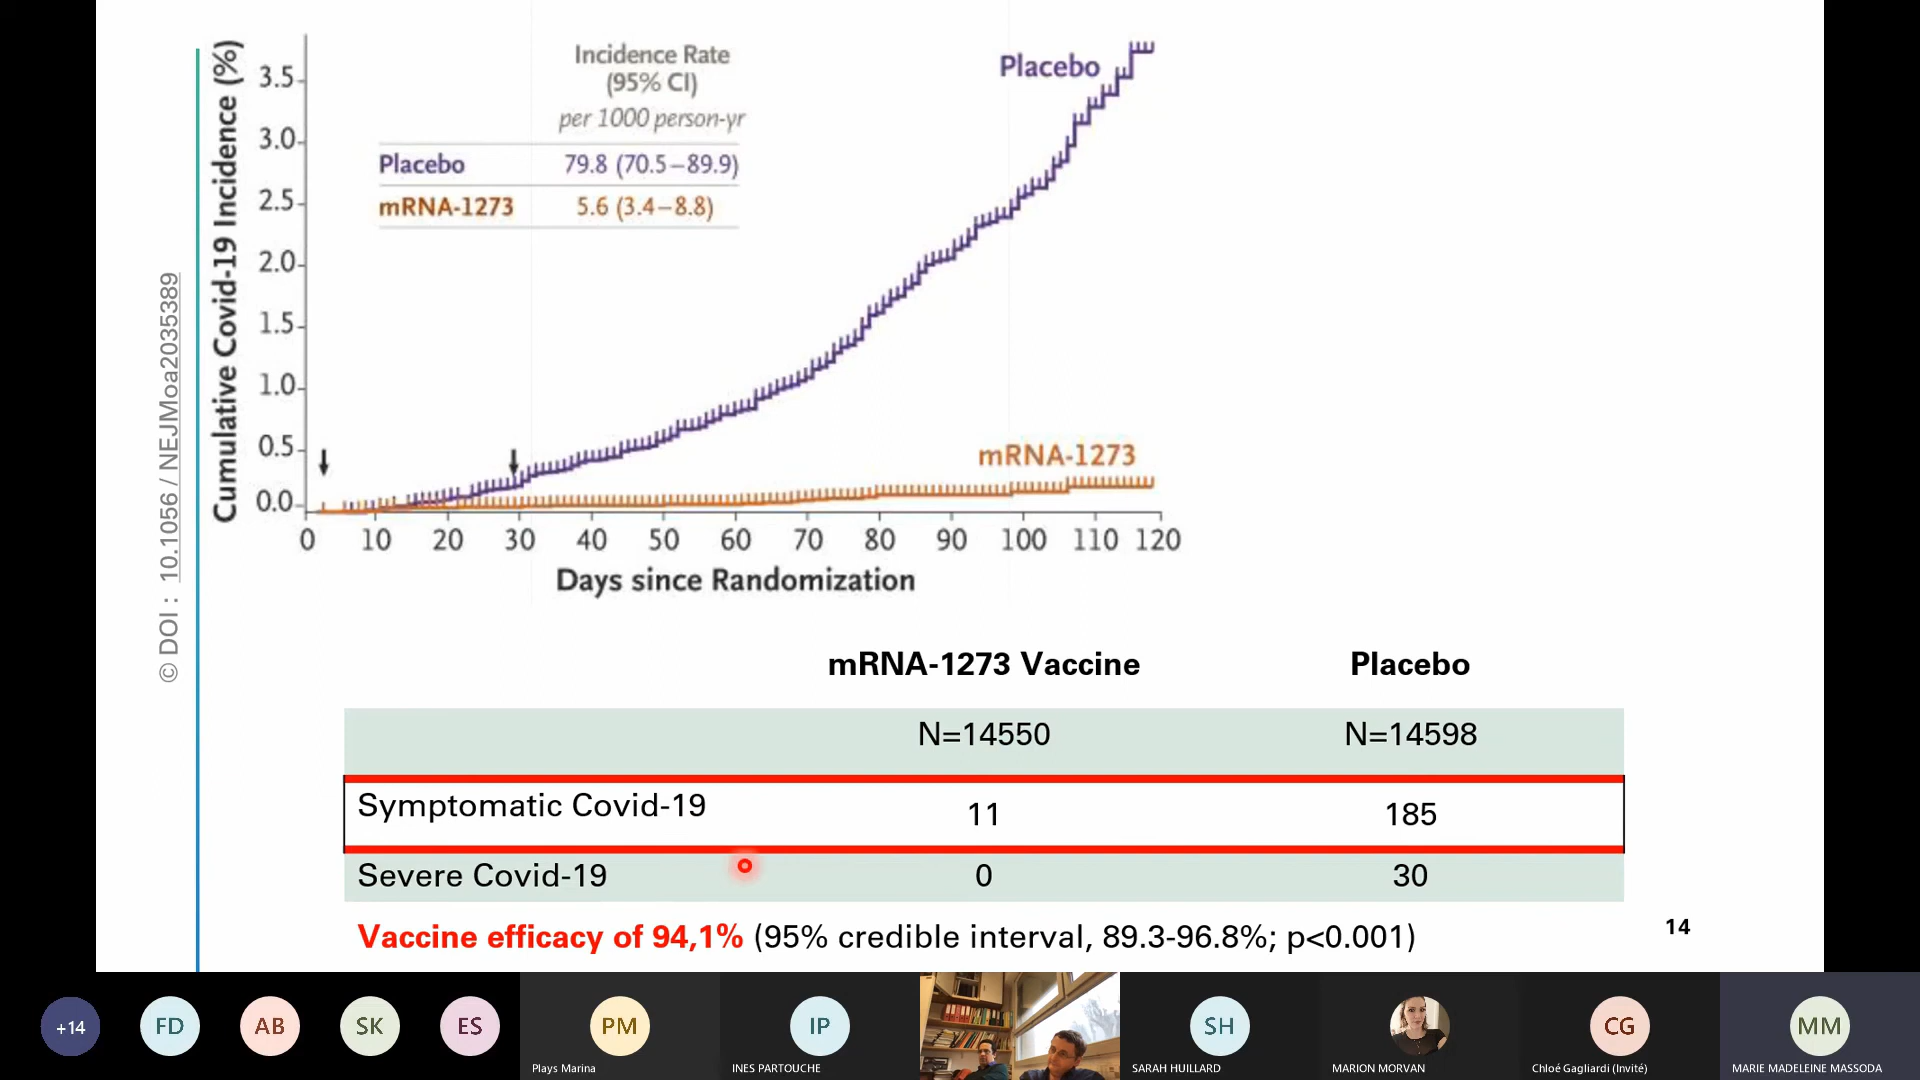 © DOI : 10.1056 / NEJMoa2035389
Cumulative Covid-19 Incidence (%)
3.5
3.0
2.5
2.0
1.5
1.0
0.5
0.0
Incidence Rate
(95% CI)
per 1000 person-yr
Placebo 79.8 (70.5–89.9)
mRNA-1273 5.6 (3.4–8.8)
Placebo
mRNA-1273
0 10 20 30 40 50 60 70 80 90 100 110 120
Days since Randomization
mRNA-1273 Vaccine Placebo
N=14550 N=14598
Symptomatic Covid-19 11 185
Severe Covid-19 0 30
Vaccine efficacy of 94,1% (95% credible interval, 89.3-96.8%; p<0.001)
14
+14 FD AB SK ES PM IP SH CG MM
Plays Marina INES PARTOUCHE SARAH HUILLARD MARION MORVAN Chloé Gagliardi (Invité) MARIE MADELEINE MASSODA